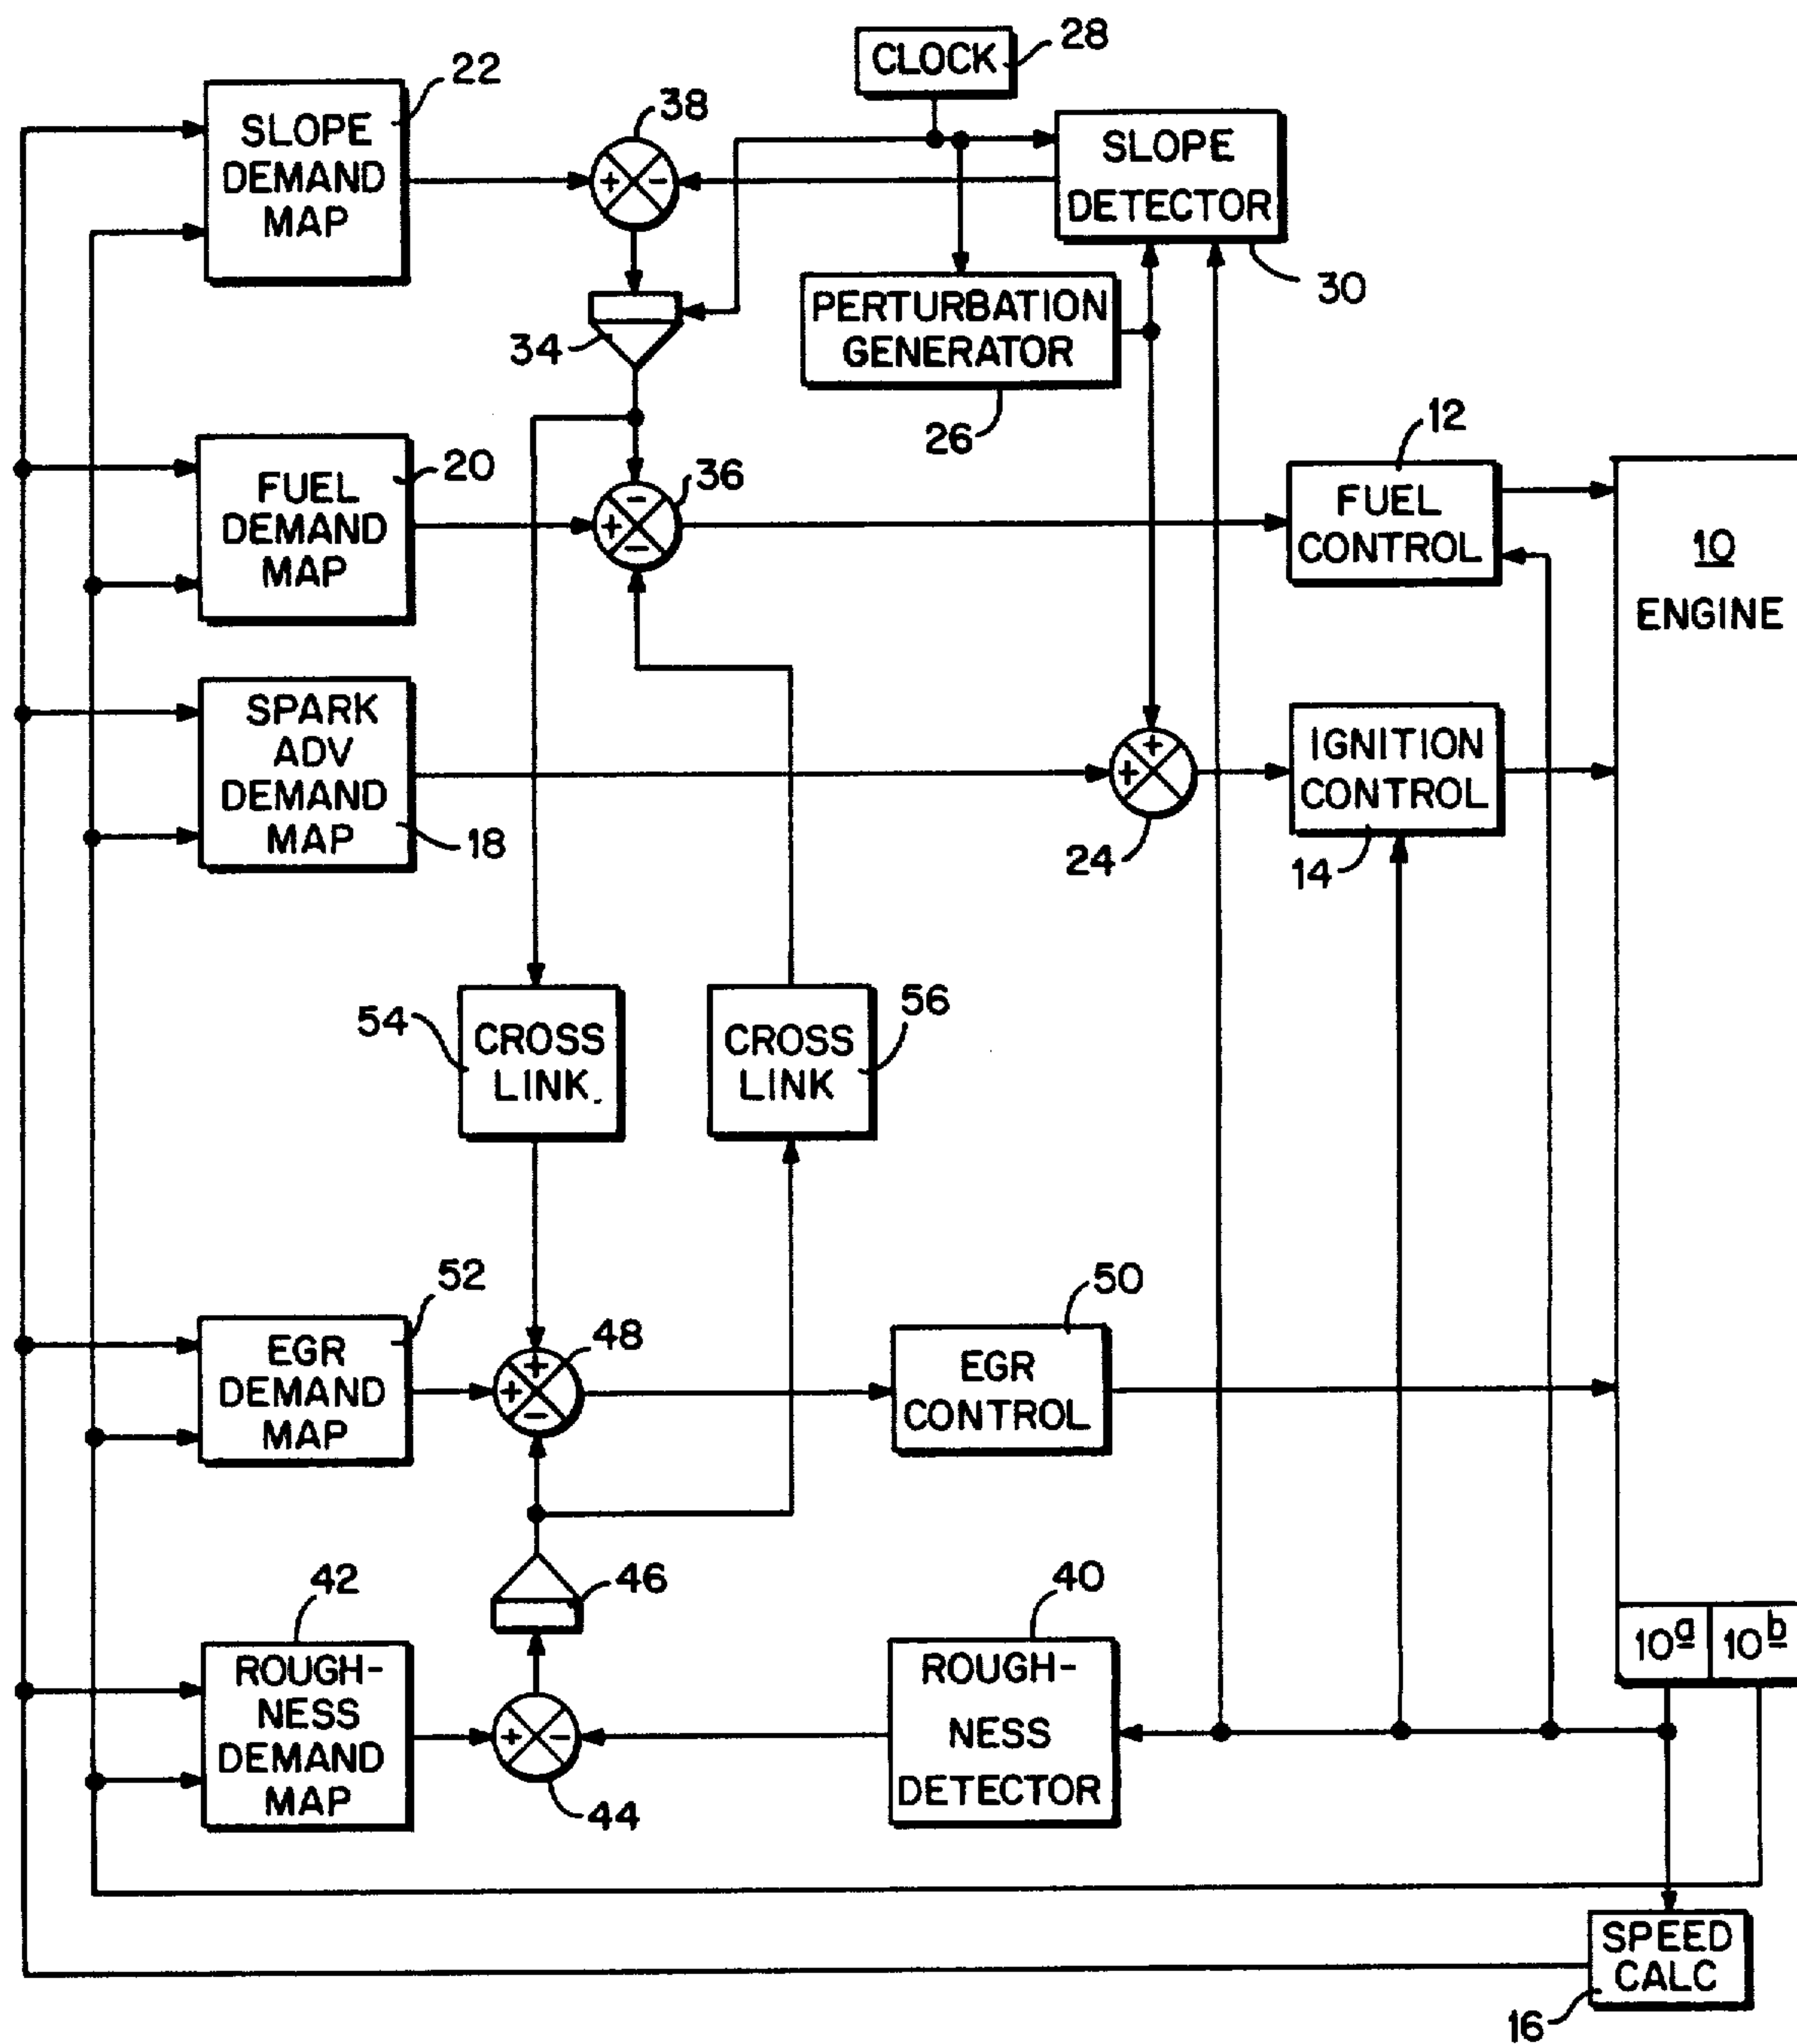 CLOCK
28
22
SLOPE
DEMAND
MAP
38
+
-
SLOPE
DETECTOR
30
34
PERTURBATION
GENERATOR
26
FUEL
DEMAND
MAP
20
-
+
-
36
12
FUEL
CONTROL
10
ENGINE
SPARK
ADV
DEMAND
MAP
18
+
+
24
IGNITION
CONTROL
14
54
CROSS
LINK
CROSS
LINK
56
52
EGR
DEMAND
MAP
+
+
-
48
50
EGR
CONTROL
46
42
ROUGH-
NESS
DEMAND
MAP
+
-
44
40
ROUGH-
NESS
DETECTOR
10a
10b
SPEED
CALC
16